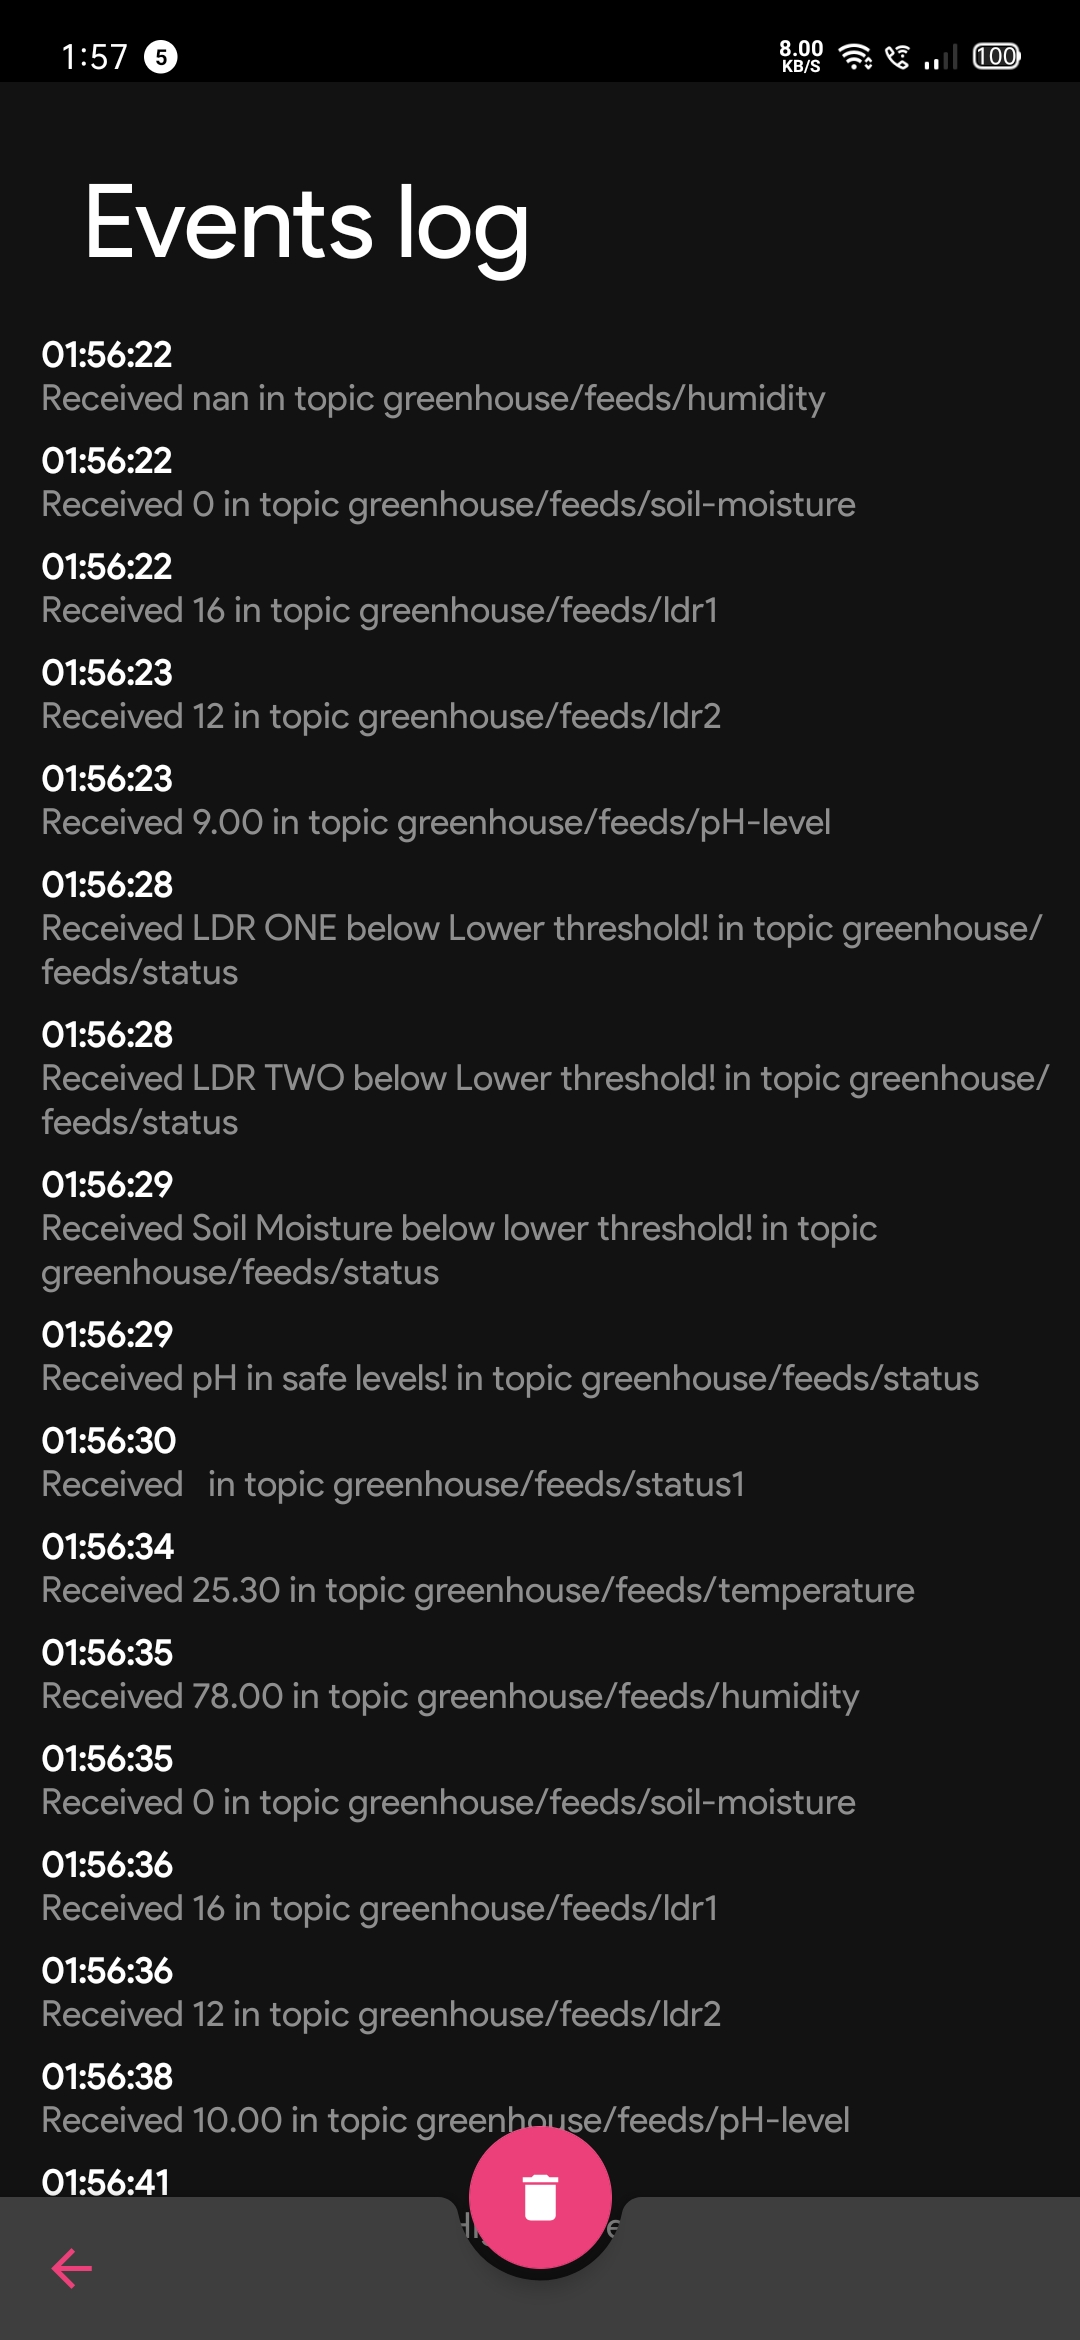 1:57 5 8.00 KB/S 100
Events log
01:56:22
Received nan in topic greenhouse/feeds/humidity
01:56:22
Received 0 in topic greenhouse/feeds/soil-moisture
01:56:22
Received 16 in topic greenhouse/feeds/ldr1
01:56:23
Received 12 in topic greenhouse/feeds/ldr2
01:56:23
Received 9.00 in topic greenhouse/feeds/pH-level
01:56:28
Received LDR ONE below Lower threshold! in topic greenhouse/
feeds/status
01:56:28
Received LDR TWO below Lower threshold! in topic greenhouse/
feeds/status
01:56:29
Received Soil Moisture below lower threshold! in topic
greenhouse/feeds/status
01:56:29
Received pH in safe levels! in topic greenhouse/feeds/status
01:56:30
Received   in topic greenhouse/feeds/status1
01:56:34
Received 25.30 in topic greenhouse/feeds/temperature
01:56:35
Received 78.00 in topic greenhouse/feeds/humidity
01:56:35
Received 0 in topic greenhouse/feeds/soil-moisture
01:56:36
Received 16 in topic greenhouse/feeds/ldr1
01:56:36
Received 12 in topic greenhouse/feeds/ldr2
01:56:38
Received 10.00 in topic greenhouse/feeds/pH-level
01:56:41